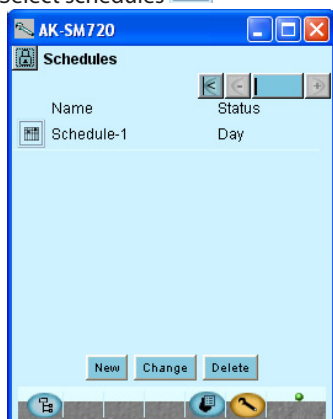 Select schedules
AK-SM720
Schedules
Name Status
Schedule-1 Day
New Change Delete